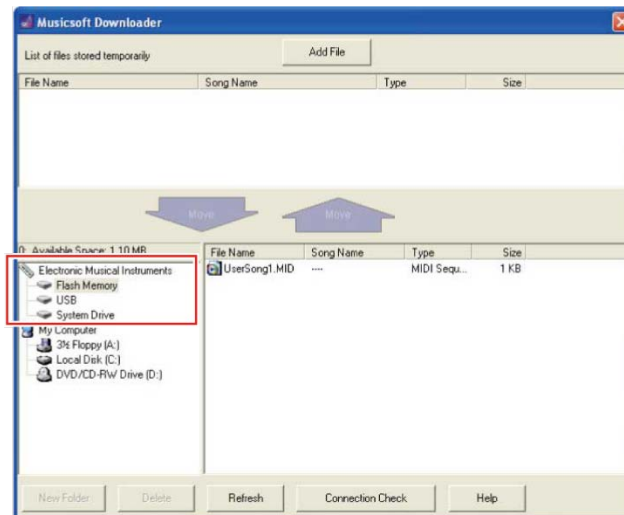 Musicsoft Downloader
List of files stored temporarily
Add File
File Name Song Name Type Size
Move Move
0: Available Space: 1.10 MB
Electronic Musical Instruments
Flash Memory
USB
System Drive
My Computer
3½ Floppy (A:)
Local Disk (C:)
DVD/CD-RW Drive (D:)
File Name Song Name Type Size
UserSong1.MID ---- MIDI Sequ... 1 KB
New Folder Delete Refresh Connection Check Help